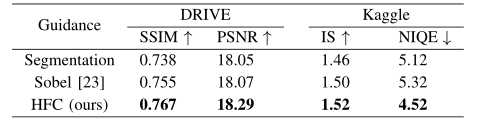 Guidance DRIVE Kaggle
SSIM ↑ PSNR ↑ IS ↑ NIQE ↓
Segmentation 0.738 18.05 1.46 5.12
Sobel [23] 0.755 18.07 1.50 5.32
HFC (ours) 0.767 18.29 1.52 4.52